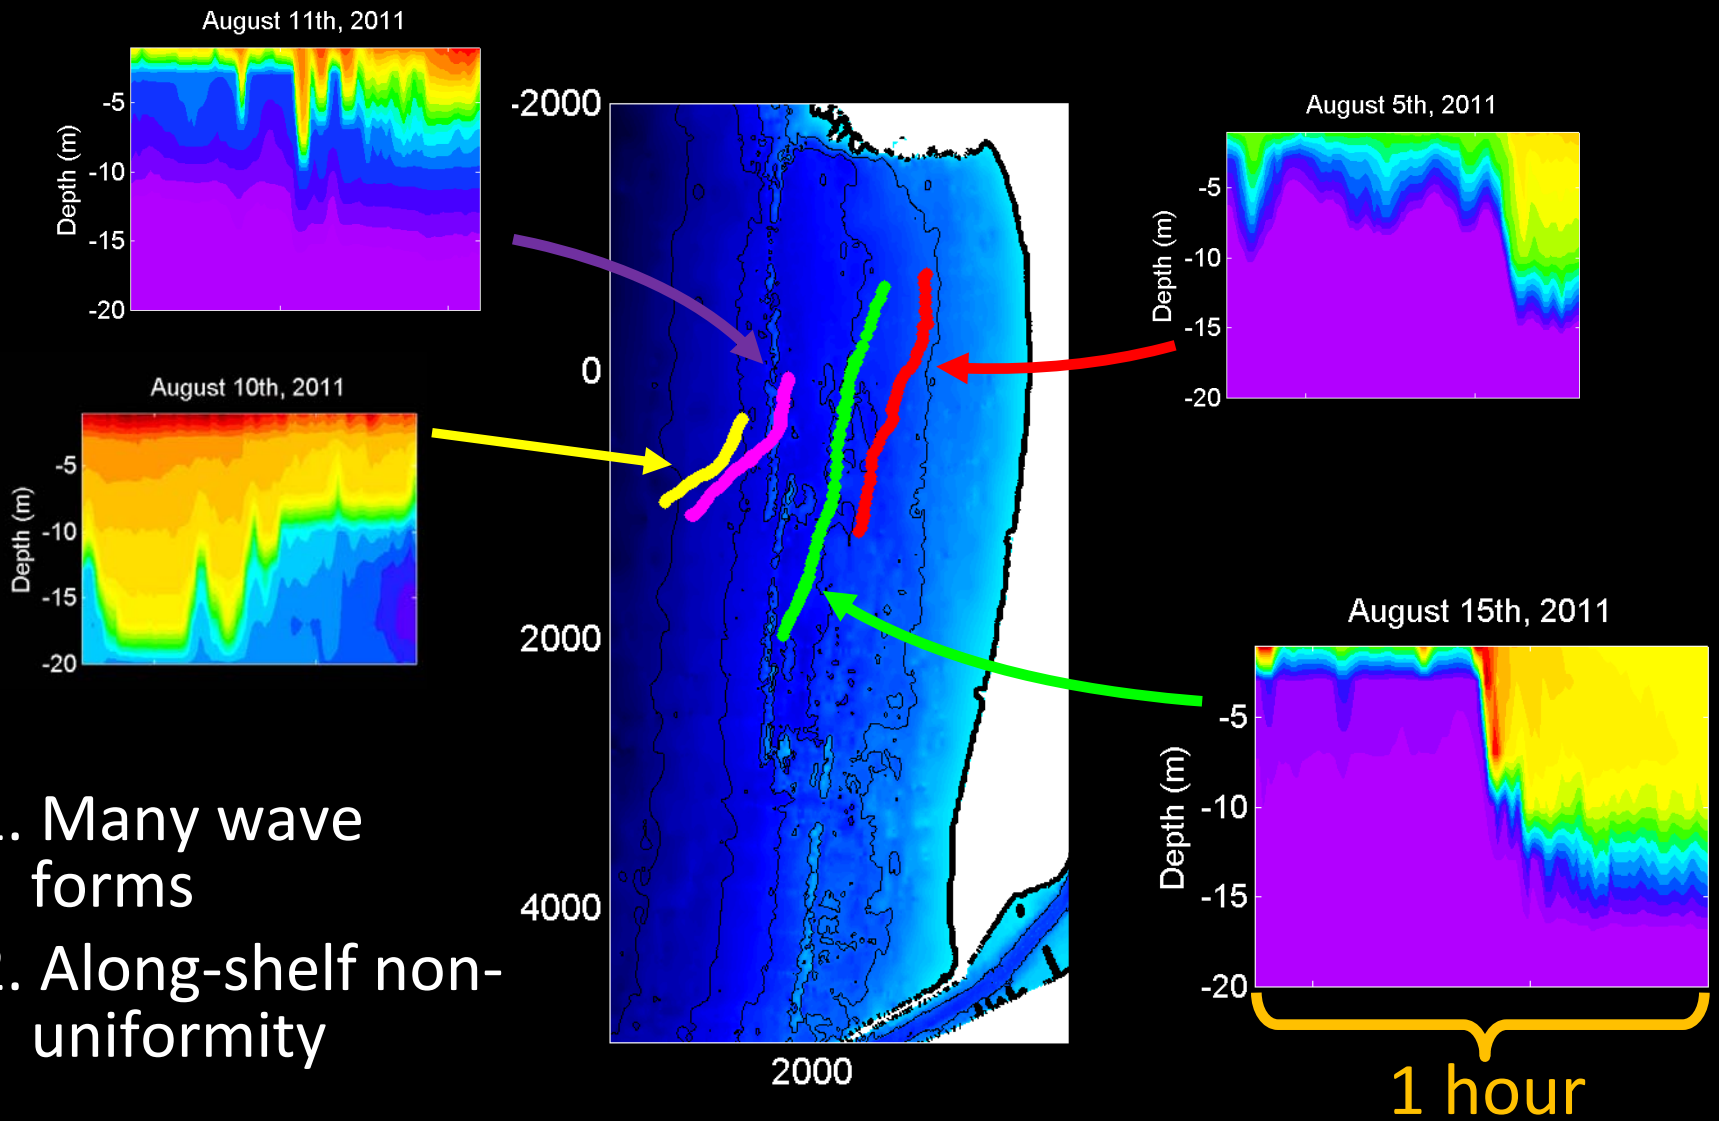 August 11th, 2011
-5
-10
-15
-20
Depth (m)
August 10th, 2011
-5
-10
-15
-20
Depth (m)
-2000
0
2000
4000
2000
August 5th, 2011
-5
-10
-15
-20
Depth (m)
August 15th, 2011
-5
-10
-15
-20
Depth (m)
1 hour
1. Many wave
forms
2. Along-shelf non-
uniformity